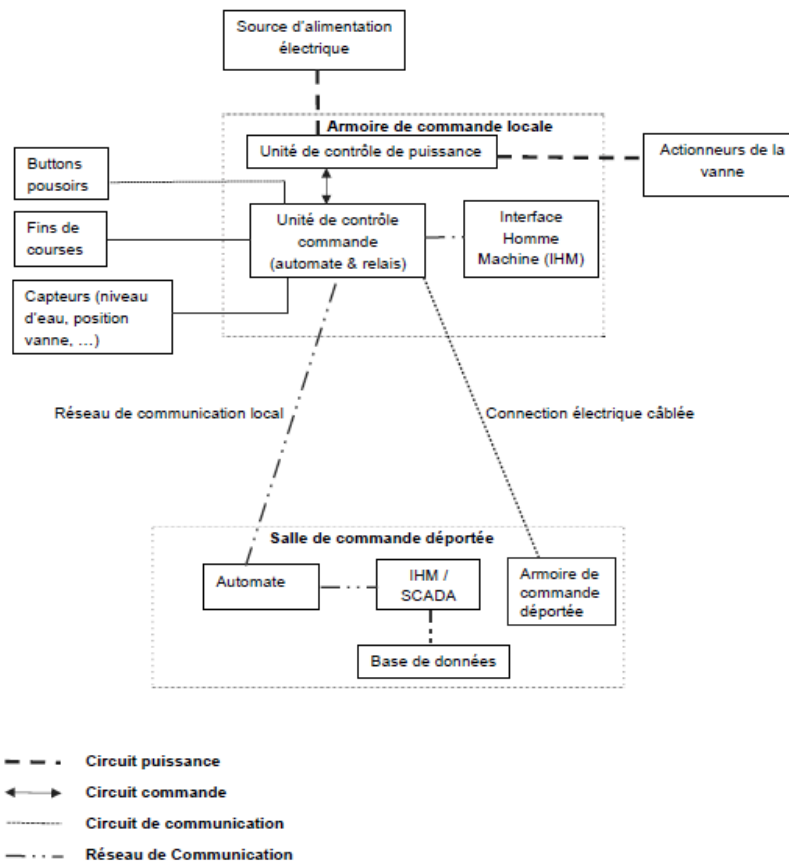 Source d'alimentation
électrique
Armoire de commande locale
Unité de contrôle de puissance
Actionneurs de la
vanne
Buttons
pousoirs
Fins de
courses
Capteurs (niveau
d'eau, position
vanne, ...)
Unité de contrôle
commande
(automate & relais)
Interface
Homme
Machine (IHM)
Réseau de communication local
Connection électrique câblée
Salle de commande déportée
Automate
IHM /
SCADA
Armoire de
commande
déportée
Base de données
Circuit puissance
Circuit commande
Circuit de communication
Réseau de Communication